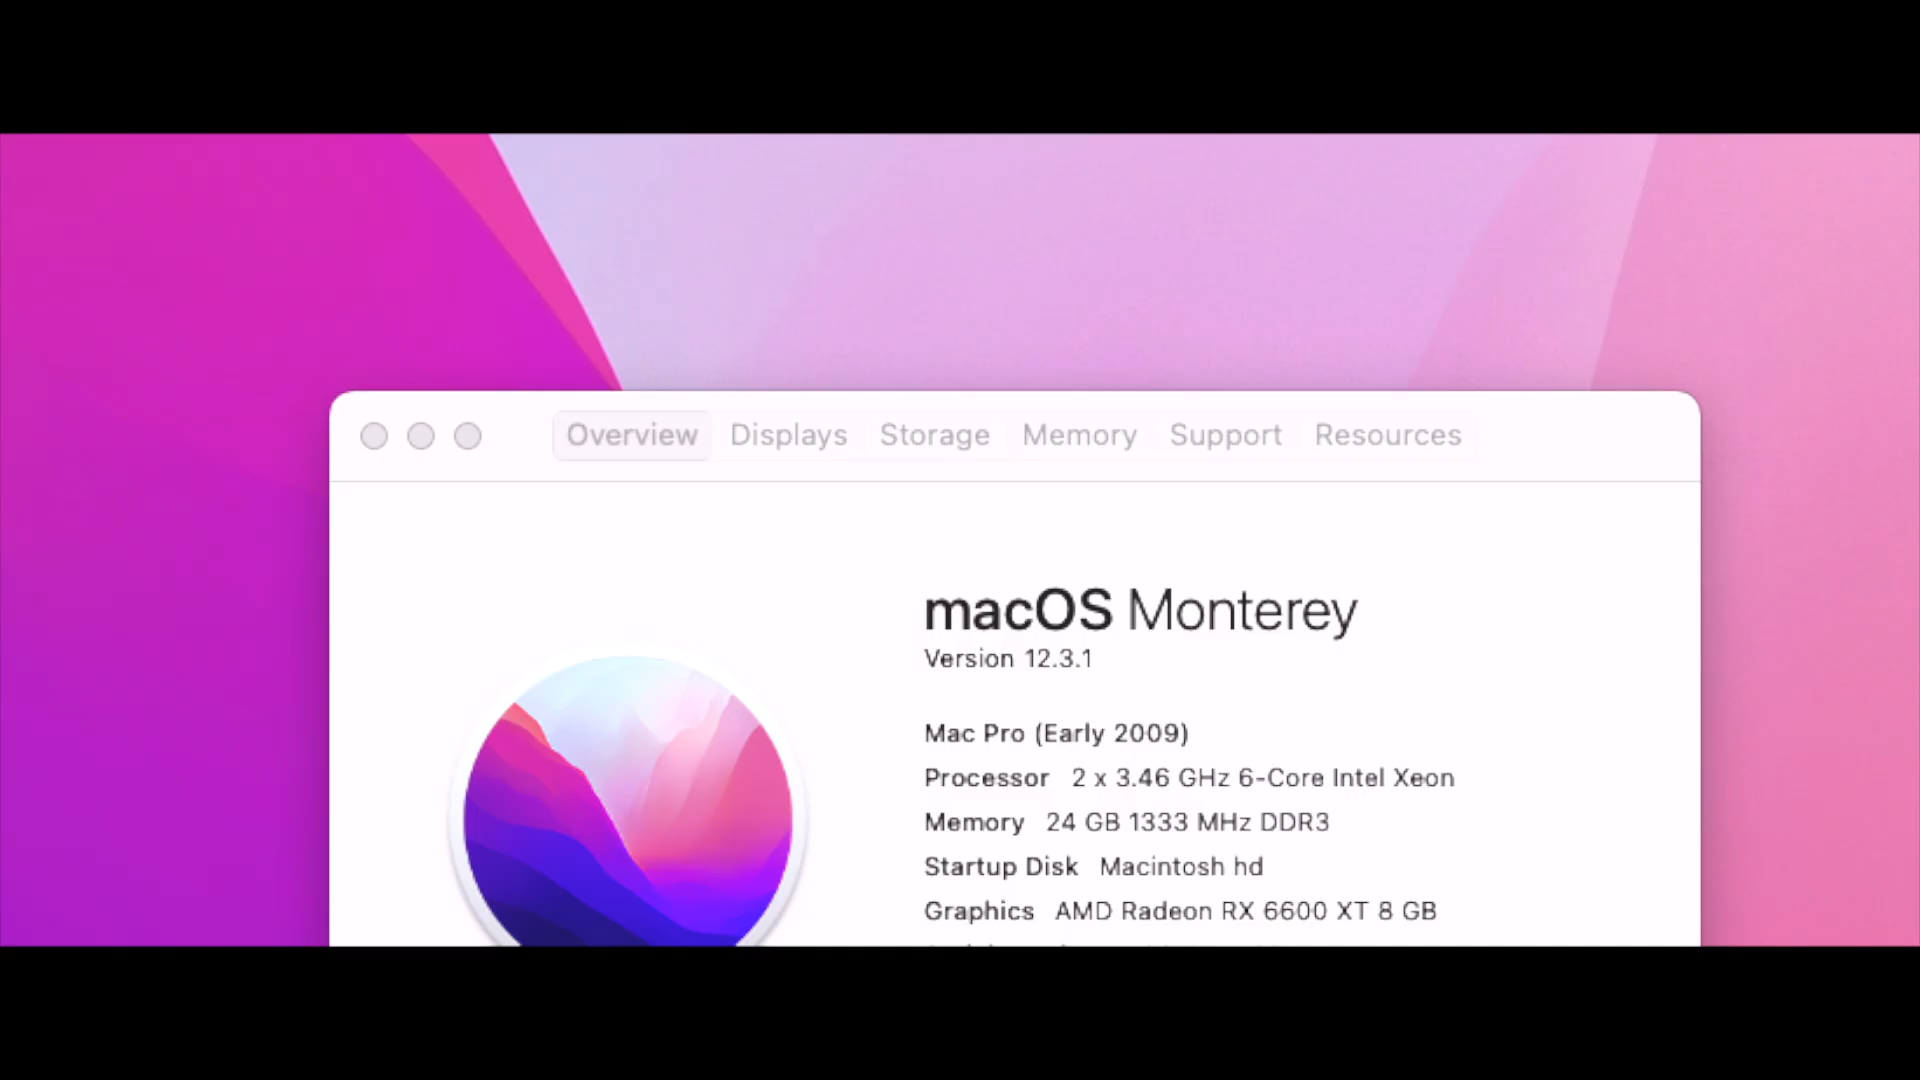 Overview Displays Storage Memory Support Resources
macOS Monterey
Version 12.3.1
Mac Pro (Early 2009)
Processor 2 x 3.46 GHz 6-Core Intel Xeon
Memory 24 GB 1333 MHz DDR3
Startup Disk Macintosh hd
Graphics AMD Radeon RX 6600 XT 8 GB